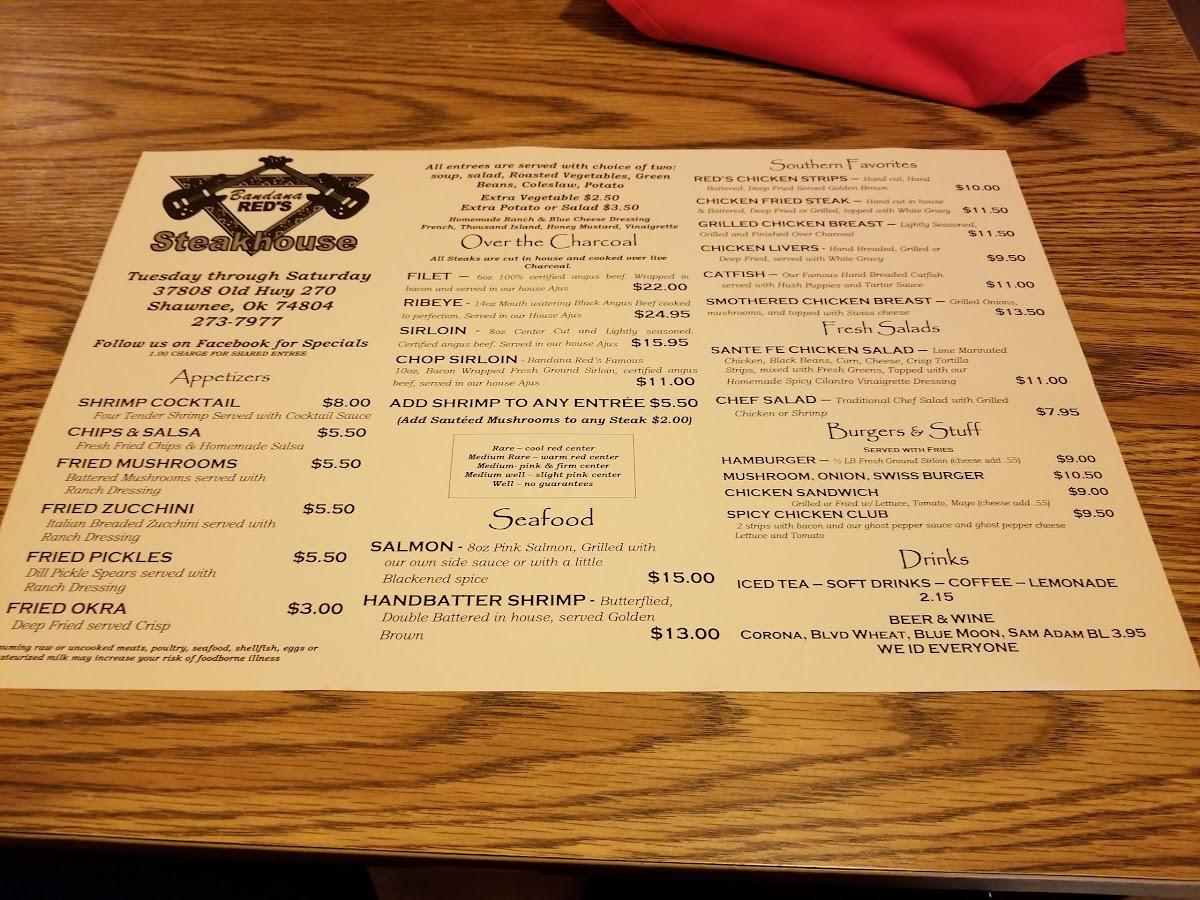 Bandana
RED'S
Steakhouse
Tuesday through Saturday
37808 Old Hwy 270
Shawnee, Ok 74804
273-7977
Follow us on Facebook for Specials
1.00 CHARGE FOR SHARED ENTREE
Appetizers
SHRIMP COCKTAIL $8.00
Four Tender Shrimp Served with Cocktail Sauce
CHIPS & SALSA $5.50
Fresh Fried Chips & Homemade Salsa
FRIED MUSHROOMS $5.50
Battered Mushrooms served with
Ranch Dressing
FRIED ZUCCHINI $5.50
Italian Breaded Zucchini served with
Ranch Dressing
FRIED PICKLES $5.50
Dill Pickle Spears served with
Ranch Dressing
FRIED OKRA $3.00
Deep Fried served Crisp
uming raw or uncooked meats, poultry, seafood, shellfish, eggs or
steurized milk may increase your risk of foodborne illness
All entrees are served with choice of two:
soup, salad, Roasted Vegetables, Green
Beans, Coleslaw, Potato
Extra Vegetable $2.50
Extra Potato or Salad $3.50
Homemade Ranch & Blue Cheese Dressing
French, Thousand Island, Honey Mustard, Vinaigrette
Over the Charcoal
All Steaks are cut in house and cooked over live
Charcoal.
FILET – 6oz 100% certified angus beef. Wrapped in
bacon and served in our house Ajus $22.00
RIBEYE - 14oz Mouth watering Black Angus Beef cooked
to perfection. Served in our House Ajus $24.95
SIRLOIN - 8oz Center Cut and Lightly seasoned.
Certified angus beef. Served in our house Ajus $15.95
CHOP SIRLOIN - Bandana Red's Famous
10oz, Bacon Wrapped Fresh Ground Sirloin, certified angus
beef, served in our house Ajus $11.00
ADD SHRIMP TO ANY ENTRÉE $5.50
(Add Sautéed Mushrooms to any Steak $2.00)
Rare – cool red center
Medium Rare – warm red center
Medium- pink & firm center
Medium well – slight pink center
Well – no guarantees
Seafood
SALMON - 8oz Pink Salmon, Grilled with
our own side sauce or with a little
Blackened spice $15.00
HANDBATTER SHRIMP - Butterflied,
Double Battered in house, served Golden
Brown $13.00
Southern Favorites
RED'S CHICKEN STRIPS – Hand cut, Hand
Battered, Deep Fried Served Golden Brown $10.00
CHICKEN FRIED STEAK – Hand cut in house
& Battered, Deep Fried or Grilled, topped with White Gravy $11.50
GRILLED CHICKEN BREAST – Lightly Seasoned,
Grilled and Finished Over Charcoal $11.50
CHICKEN LIVERS - Hand Breaded, Grilled or
Deep Fried, served with White Gravy $9.50
CATFISH – Our Famous Hand Breaded Catfish
served with Hush Puppies and Tartar Sauce $11.00
SMOTHERED CHICKEN BREAST – Grilled Onions,
mushrooms, and topped with Swiss cheese $13.50
Fresh Salads
SANTE FE CHICKEN SALAD – Lime Marinated
Chicken, Black Beans, Corn, Cheese, Crisp Tortilla
Strips, mixed with Fresh Greens, Topped with our
Homemade Spicy Cilantro Vinaigrette Dressing $11.00
CHEF SALAD – Traditional Chef Salad with Grilled
Chicken or Shrimp $7.95
Burgers & Stuff
SERVED WITH FRIES
HAMBURGER – ½ LB Fresh Ground Sirloin (cheese add .55) $9.00
MUSHROOM, ONION, SWISS BURGER $10.50
CHICKEN SANDWICH $9.00
Grilled or Fried w/ Lettuce, Tomato, Mayo (cheese add .55)
SPICY CHICKEN CLUB $9.50
2 strips with bacon and our ghost pepper sauce and ghost pepper cheese
Lettuce and Tomato
Drinks
ICED TEA – SOFT DRINKS – COFFEE – LEMONADE
2.15
BEER & WINE
CORONA, BLVD WHEAT, BLUE MOON, SAM ADAM BL 3.95
WE ID EVERYONE